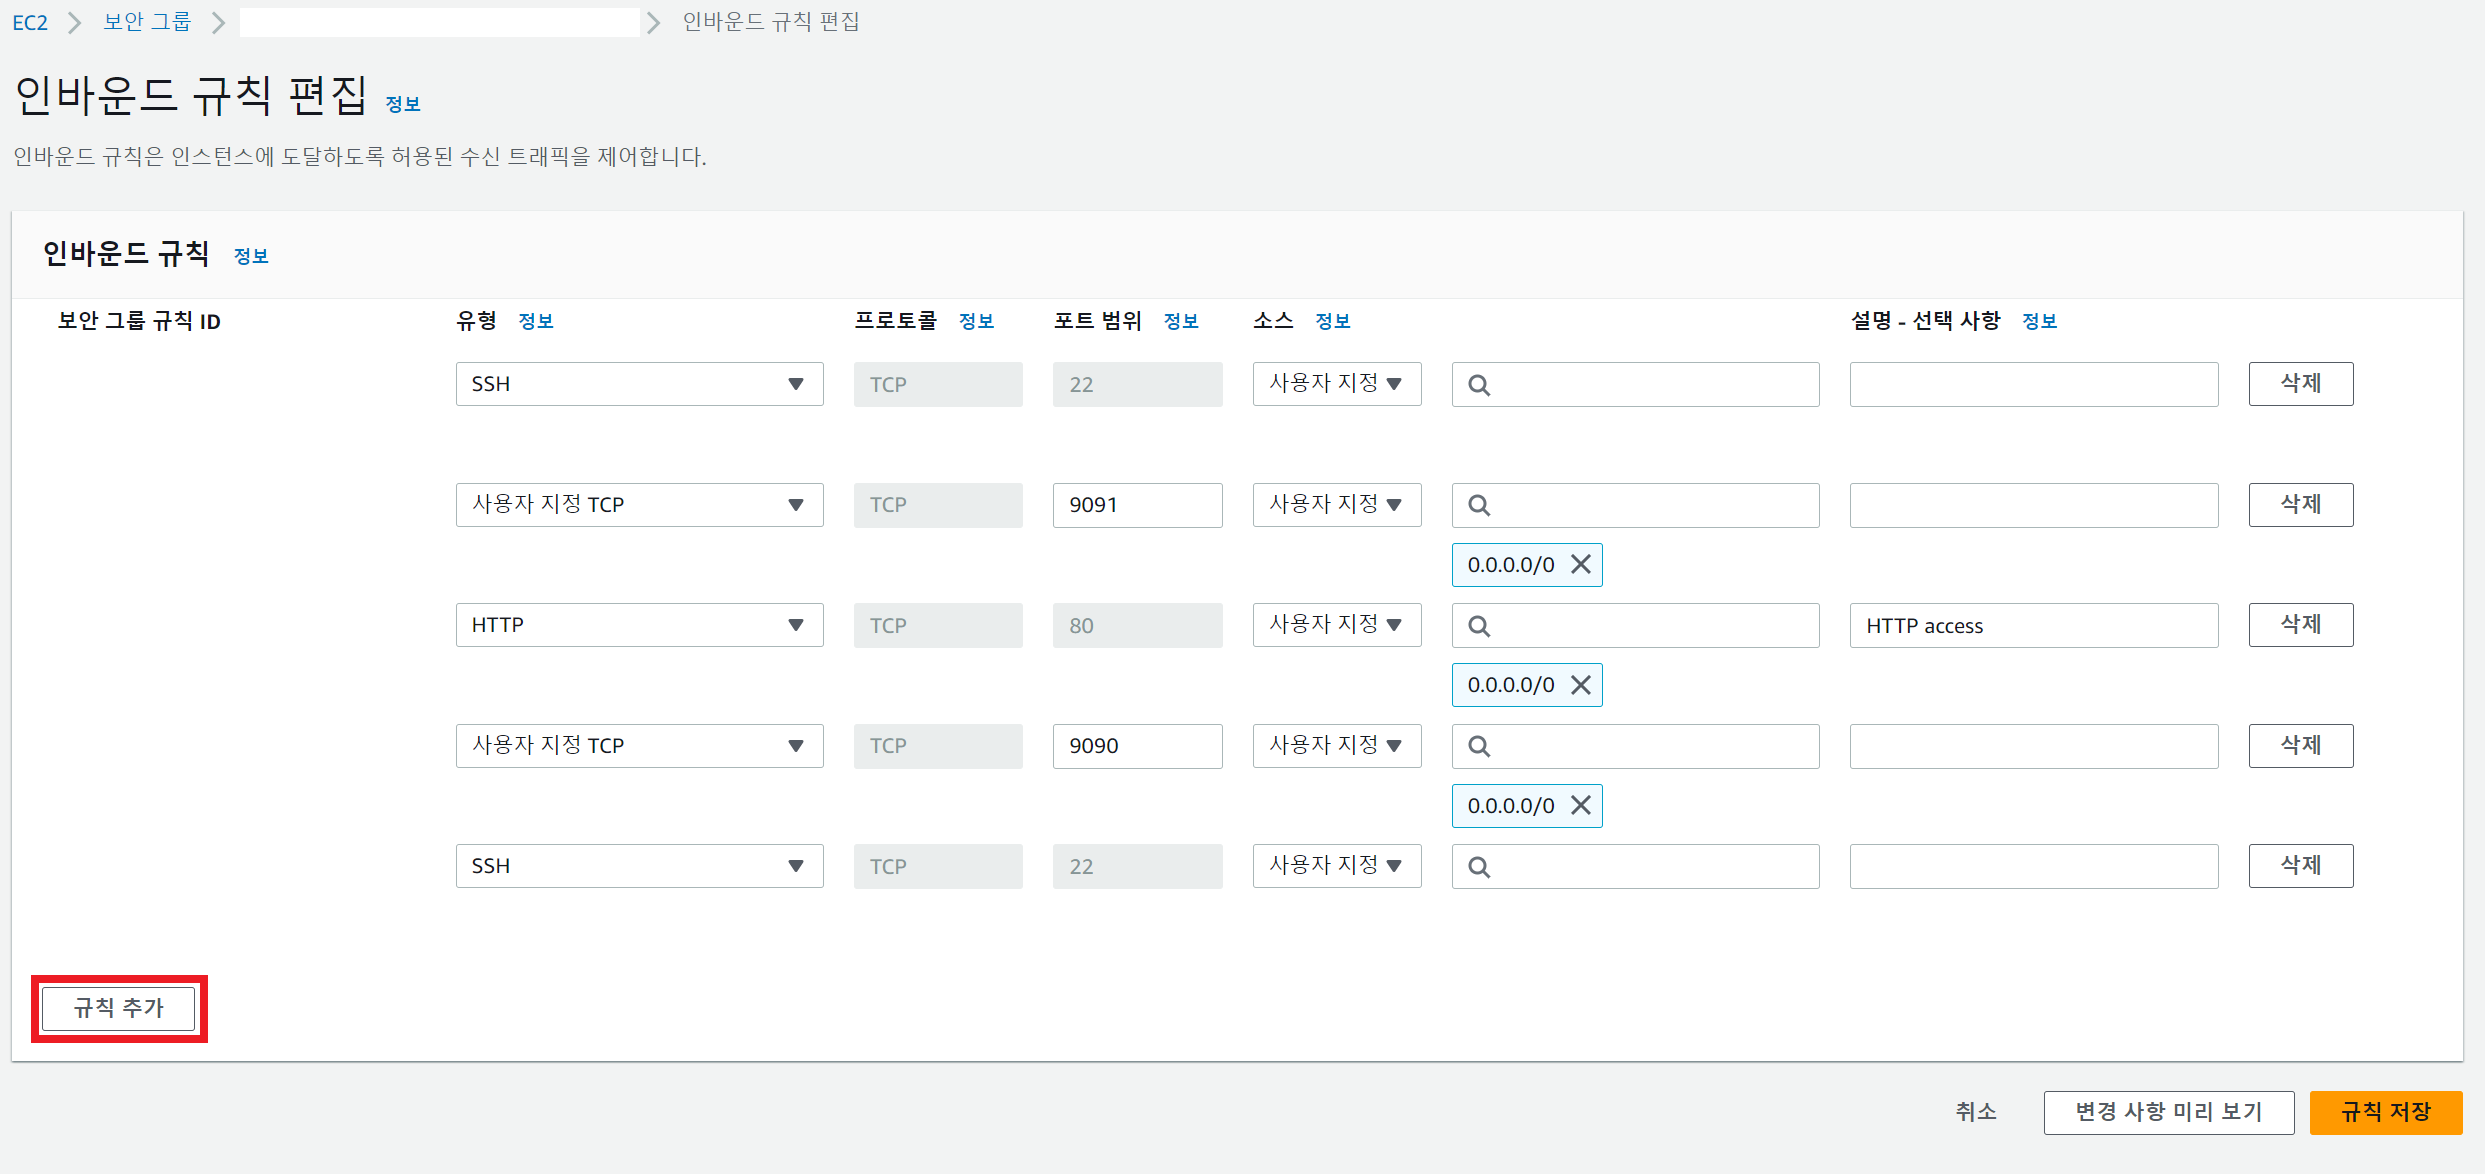 EC2 보안 그룹 인바운드 규칙 편집
인바운드 규칙 편집 정보
인바운드 규칙은 인스턴스에 도달하도록 허용된 수신 트래픽을 제어합니다.
인바운드 규칙 정보
보안 그룹 규칙 ID 유형 정보 프로토콜 정보 포트 범위 정보 소스 정보 설명 - 선택 사항 정보
SSH TCP 22 사용자 지정 삭제
사용자 지정 TCP TCP 9091 사용자 지정 삭제
0.0.0.0/0
HTTP TCP 80 사용자 지정 HTTP access 삭제
0.0.0.0/0
사용자 지정 TCP TCP 9090 사용자 지정 삭제
0.0.0.0/0
SSH TCP 22 사용자 지정 삭제
규칙 추가
취소 변경 사항 미리 보기 규칙 저장